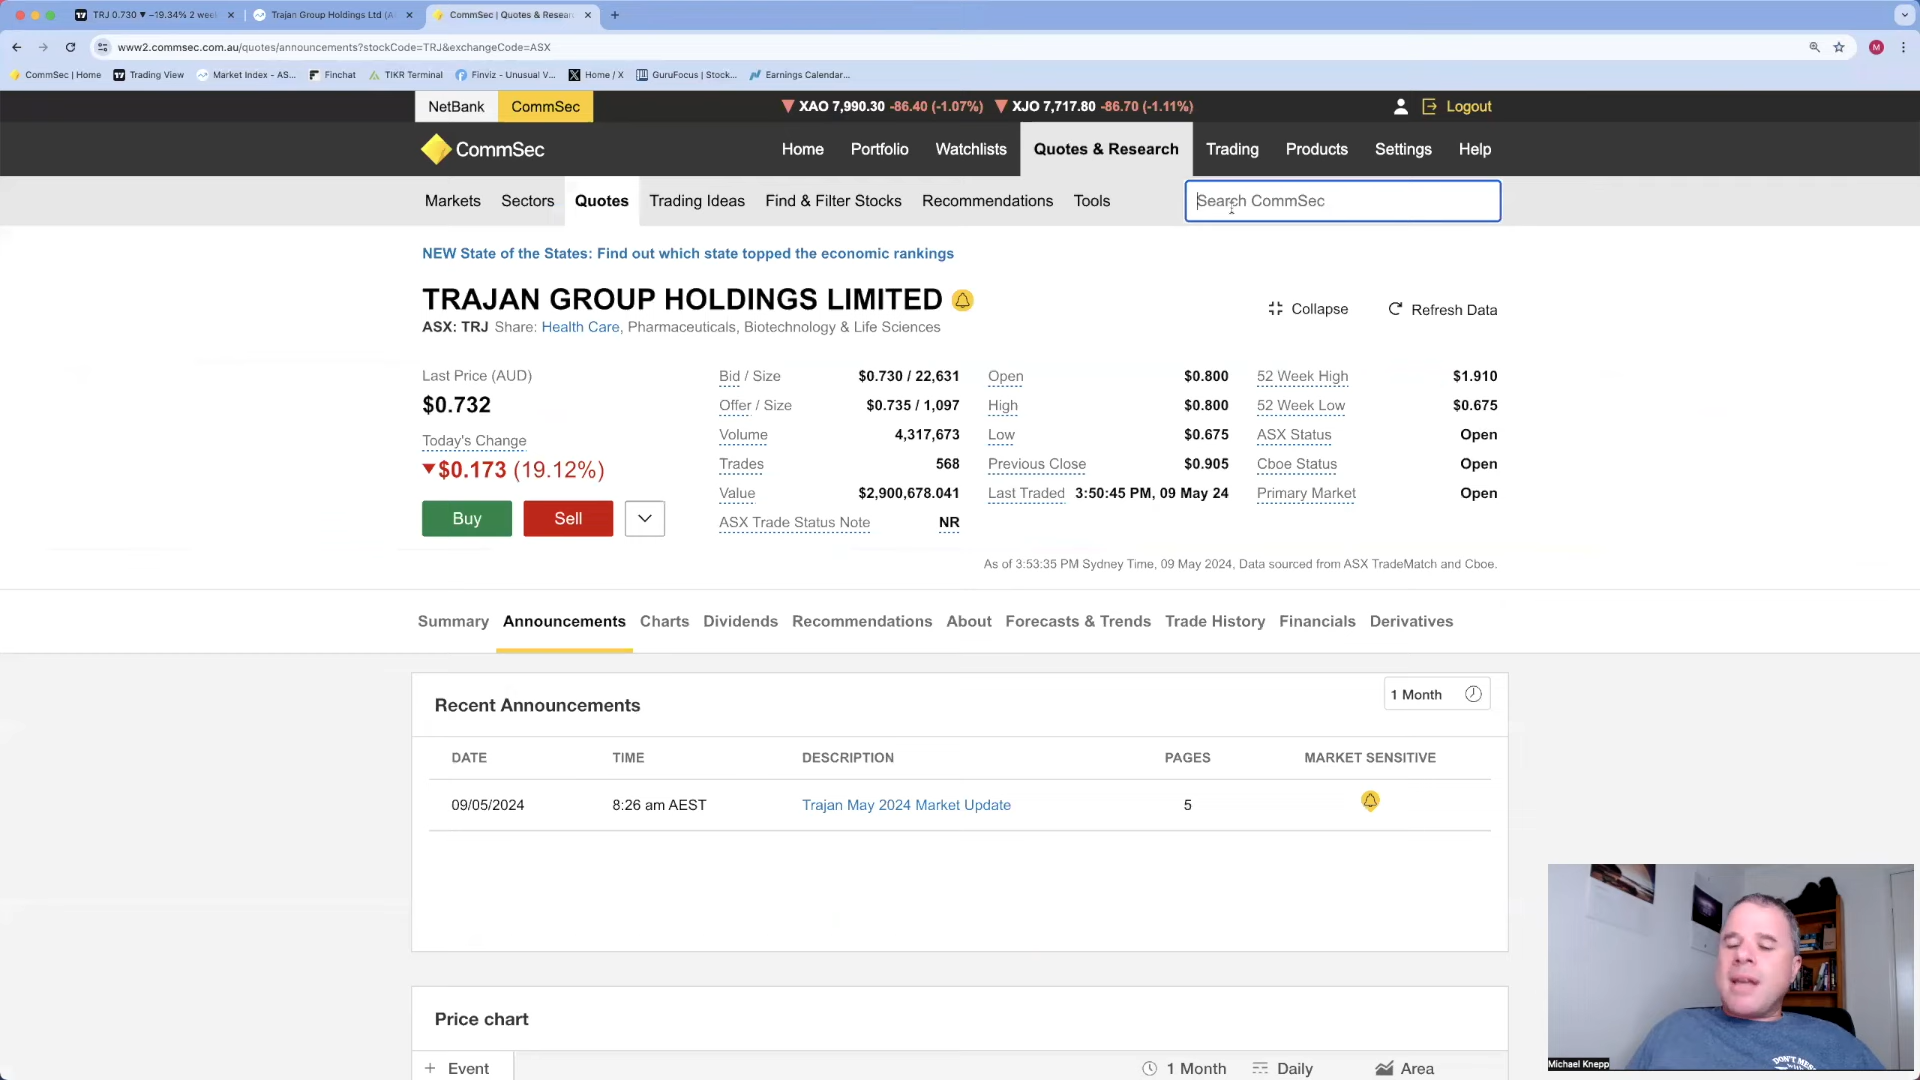 TRJ 0.730 ▼ −19.34% 2 wee
Trajan Group Holdings Ltd (A
CommSec | Quotes & Resear
www2.commsec.com.au/quotes/announcements?stockCode=TRJ&exchangeCode=ASX
M
CommSec | Home
Trading View
Market Index - AS...
Finchat
TIKR Terminal
Finviz - Unusual V...
Home / X
GuruFocus | Stock...
Earnings Calendar...
NetBank
CommSec
XAO 7,990.30 -86.40 (-1.07%)
XJO 7,717.80 -86.70 (-1.11%)
Logout
CommSec
Home
Portfolio
Watchlists
Quotes & Research
Trading
Products
Settings
Help
Markets
Sectors
Quotes
Trading Ideas
Find & Filter Stocks
Recommendations
Tools
Search CommSec
NEW State of the States: Find out which state topped the economic rankings
TRAJAN GROUP HOLDINGS LIMITED
Collapse
Refresh Data
ASX: TRJ Share: Health Care, Pharmaceuticals, Biotechnology & Life Sciences
Last Price (AUD)
$0.732
Today's Change
▼$0.173 (19.12%)
Buy
Sell
Bid / Size $0.730 / 22,631
Offer / Size $0.735 / 1,097
Volume 4,317,673
Trades 568
Value $2,900,678.041
ASX Trade Status Note NR
Open $0.800
High $0.800
Low $0.675
Previous Close $0.905
Last Traded 3:50:45 PM, 09 May 24
52 Week High $1.910
52 Week Low $0.675
ASX Status Open
Cboe Status Open
Primary Market Open
As of 3:53:35 PM Sydney Time, 09 May 2024, Data sourced from ASX TradeMatch and Cboe.
Summary
Announcements
Charts
Dividends
Recommendations
About
Forecasts & Trends
Trade History
Financials
Derivatives
Recent Announcements
1 Month
DATE TIME DESCRIPTION PAGES MARKET SENSITIVE
09/05/2024 8:26 am AEST Trajan May 2024 Market Update 5
Price chart
+ Event
1 Month
Daily
Area
Michael Knepp
DON'T MES